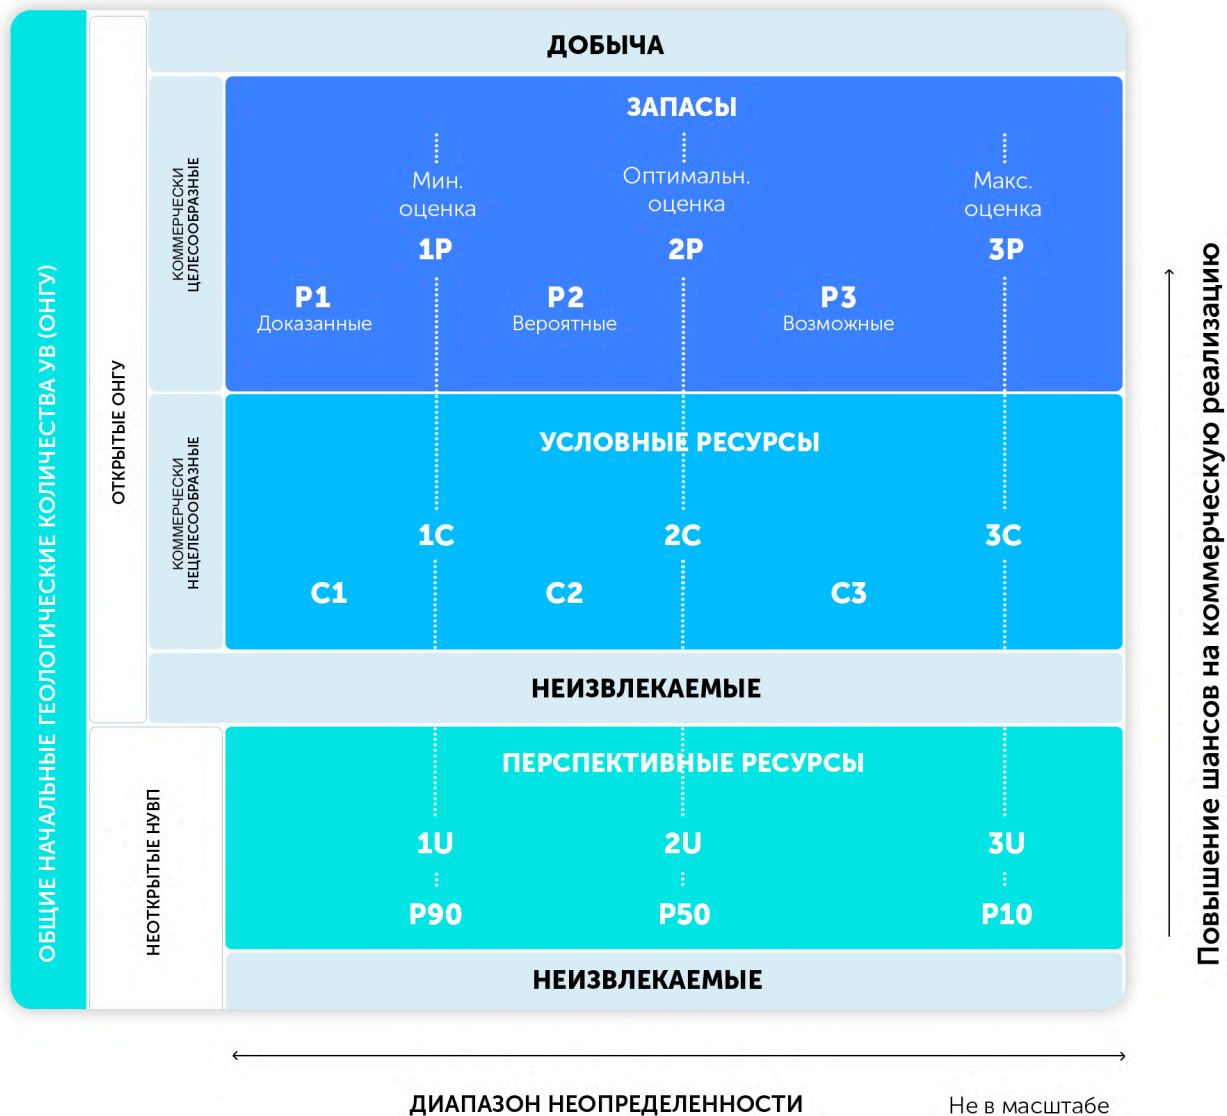 ОБЩИЕ НАЧАЛЬНЫЕ ГЕОЛОГИЧЕСКИЕ КОЛИЧЕСТВА УВ (ОНГУ)
ОТКРЫТЫЕ ОНГУ
ДОБЫЧА
КОММЕРЧЕСКИ
ЦЕЛЕСООБРАЗНЫЕ
ЗАПАСЫ
Мин.
оценка
Оптимальн.
оценка
Макс.
оценка
1P
2P
3P
P1
P2
P3
Доказанные
Вероятные
Возможные
КОММЕРЧЕСКИ
НЕЦЕЛЕСООБРАЗНЫЕ
УСЛОВНЫЕ РЕСУРСЫ
1C
2C
3C
C1
C2
C3
НЕИЗВЛЕКАЕМЫЕ
НЕОТКРЫТЫЕ НУВП
ПЕРСПЕКТИВНЫЕ РЕСУРСЫ
1U
2U
3U
P90
P50
P10
НЕИЗВЛЕКАЕМЫЕ
Повышение шансов на коммерческую реализацию
ДИАПАЗОН НЕОПРЕДЕЛЕННОСТИ
Не в масштабе